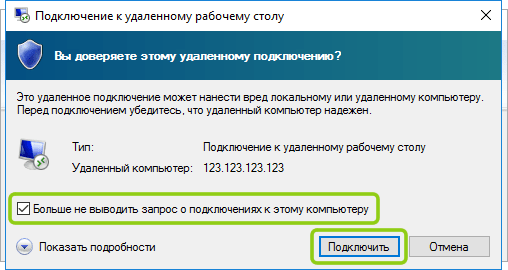 Подключение к удаленному рабочему столу
Вы доверяете этому удаленному подключению?
Это удаленное подключение может нанести вред локальному или удаленному компьютеру.
Перед подключением убедитесь, что удаленный компьютер надежен.
Тип: Подключение к удаленному рабочему столу
Удаленный компьютер: 123.123.123.123
Больше не выводить запрос о подключениях к этому компьютеру
Показать подробности Подключить Отмена